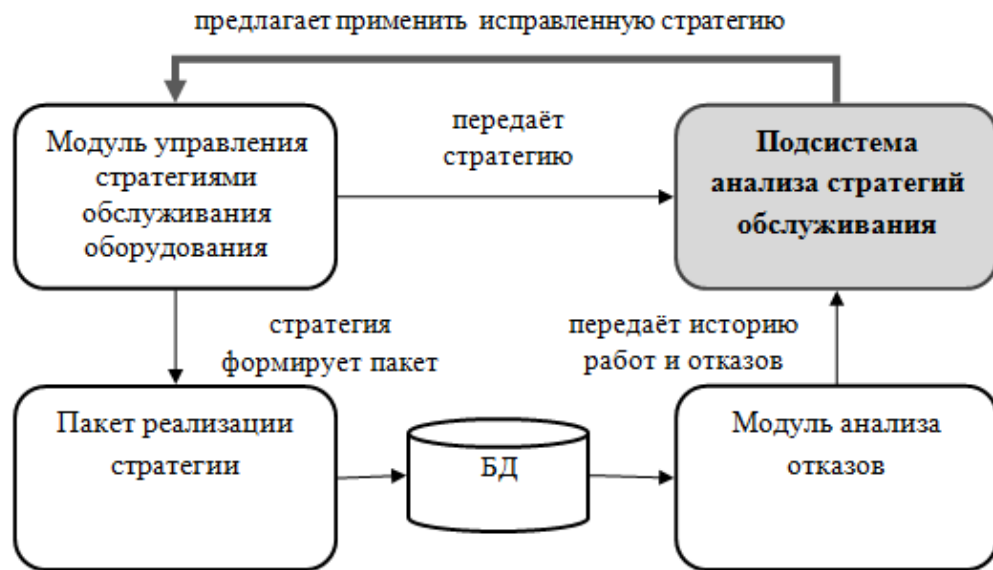 предлагает применить исправленную стратегию
Модуль управления
стратегиями
обслуживания
оборудования
передаёт
стратегию
Подсистема
анализа стратегий
обслуживания
стратегия
формирует пакет
передаёт историю
работ и отказов
Пакет реализации
стратегии
БД
Модуль анализа
отказов